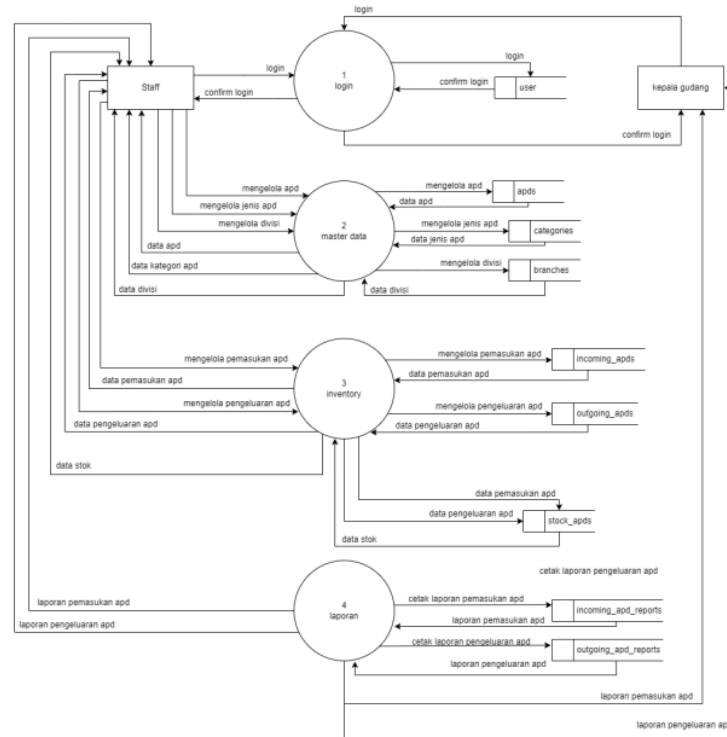 login
login
login
1
login
Staff
confirm login
confirm login
user
kepala gudang
confirm login
mengelola apd
mengelola apd
apds
mengelola jenis apd
data apd
2
master data
mengelola divisi
mengelola jenis apd
categories
data apd
data jenis apd
data kategori apd
mengelola divisi
branches
data divisi
data divisi
mengelola pemasukan apd
mengelola pemasukan apd
incoming_apds
data pemasukan apd
data pemasukan apd
3
inventory
mengelola pengeluaran apd
mengelola pengeluaran apd
outgoing_apds
data pengeluaran apd
data pengeluaran apd
data stok
data pemasukan apd
data pengeluaran apd
stock_apds
data stok
cetak laporan pengeluaran apd
laporan pemasukan apd
cetak laporan pemasukan apd
incoming_apd_reports
4
laporan
laporan pemasukan apd
laporan pengeluaran apd
cetak laporan pengeluaran apd
outgoing_apd_reports
laporan pengeluaran apd
laporan pemasukan apd
laporan pengeluaran ap